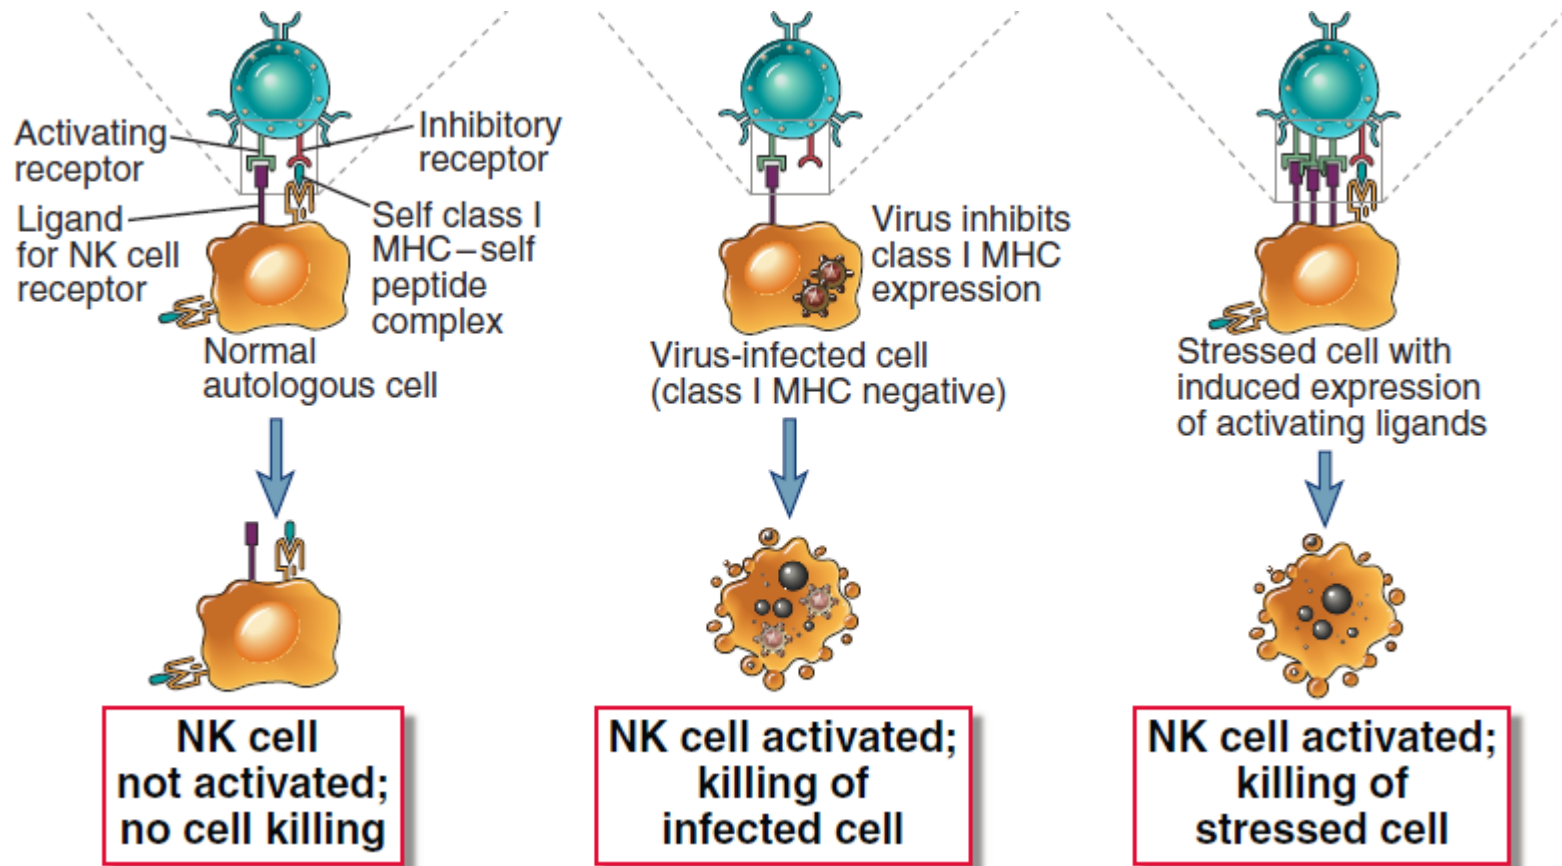 Activating
receptor
Inhibitory
receptor
Ligand
for NK cell
receptor
Self class I
MHC–self
peptide
complex
Normal
autologous cell
NK cell
not activated;
no cell killing
Virus inhibits
class I MHC
expression
Virus-infected cell
(class I MHC negative)
NK cell activated;
killing of
infected cell
Stressed cell with
induced expression
of activating ligands
NK cell activated;
killing of
stressed cell